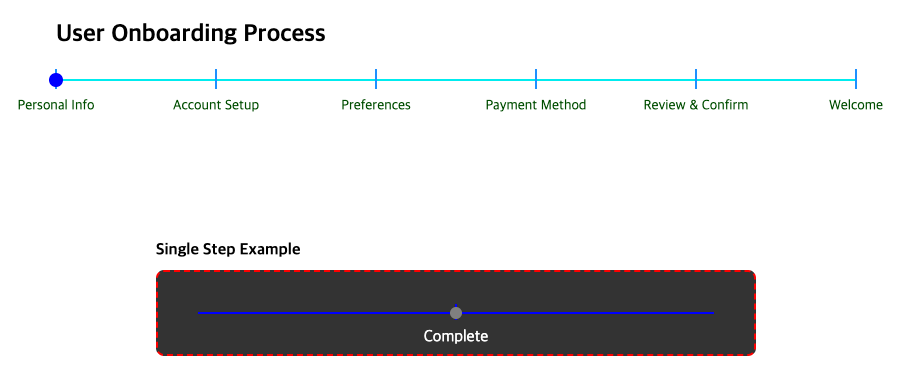 User Onboarding Process
Personal Info Account Setup Preferences Payment Method Review & Confirm Welcome
Single Step Example
Complete